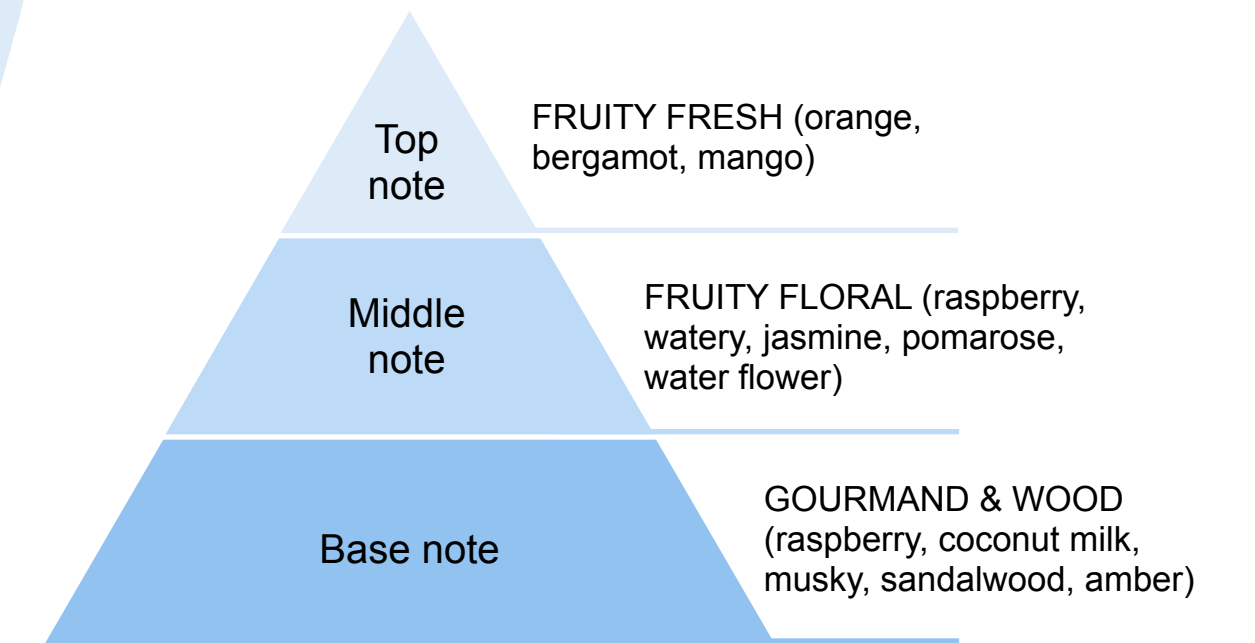 Top
note
FRUITY FRESH (orange,
bergamot, mango)
Middle
note
FRUITY FLORAL (raspberry,
watery, jasmine, pomarose,
water flower)
Base note
GOURMAND & WOOD
(raspberry, coconut milk,
musky, sandalwood, amber)